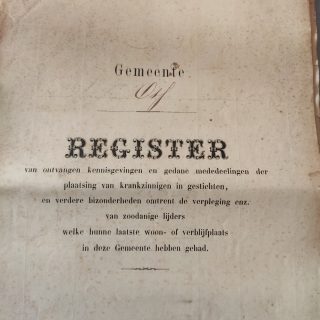 Gemeente
Oss
REGISTER
van ontvangen kennisgevingen en gedane mededeelingen der
plaatsing van krankzinnigen in gestichten,
en verdere bizonderheden omtrent de verpleging enz.
van zoodanige lijders
welke hunne laatste woon- of verblijfplaats
in deze Gemeente hebben gehad.